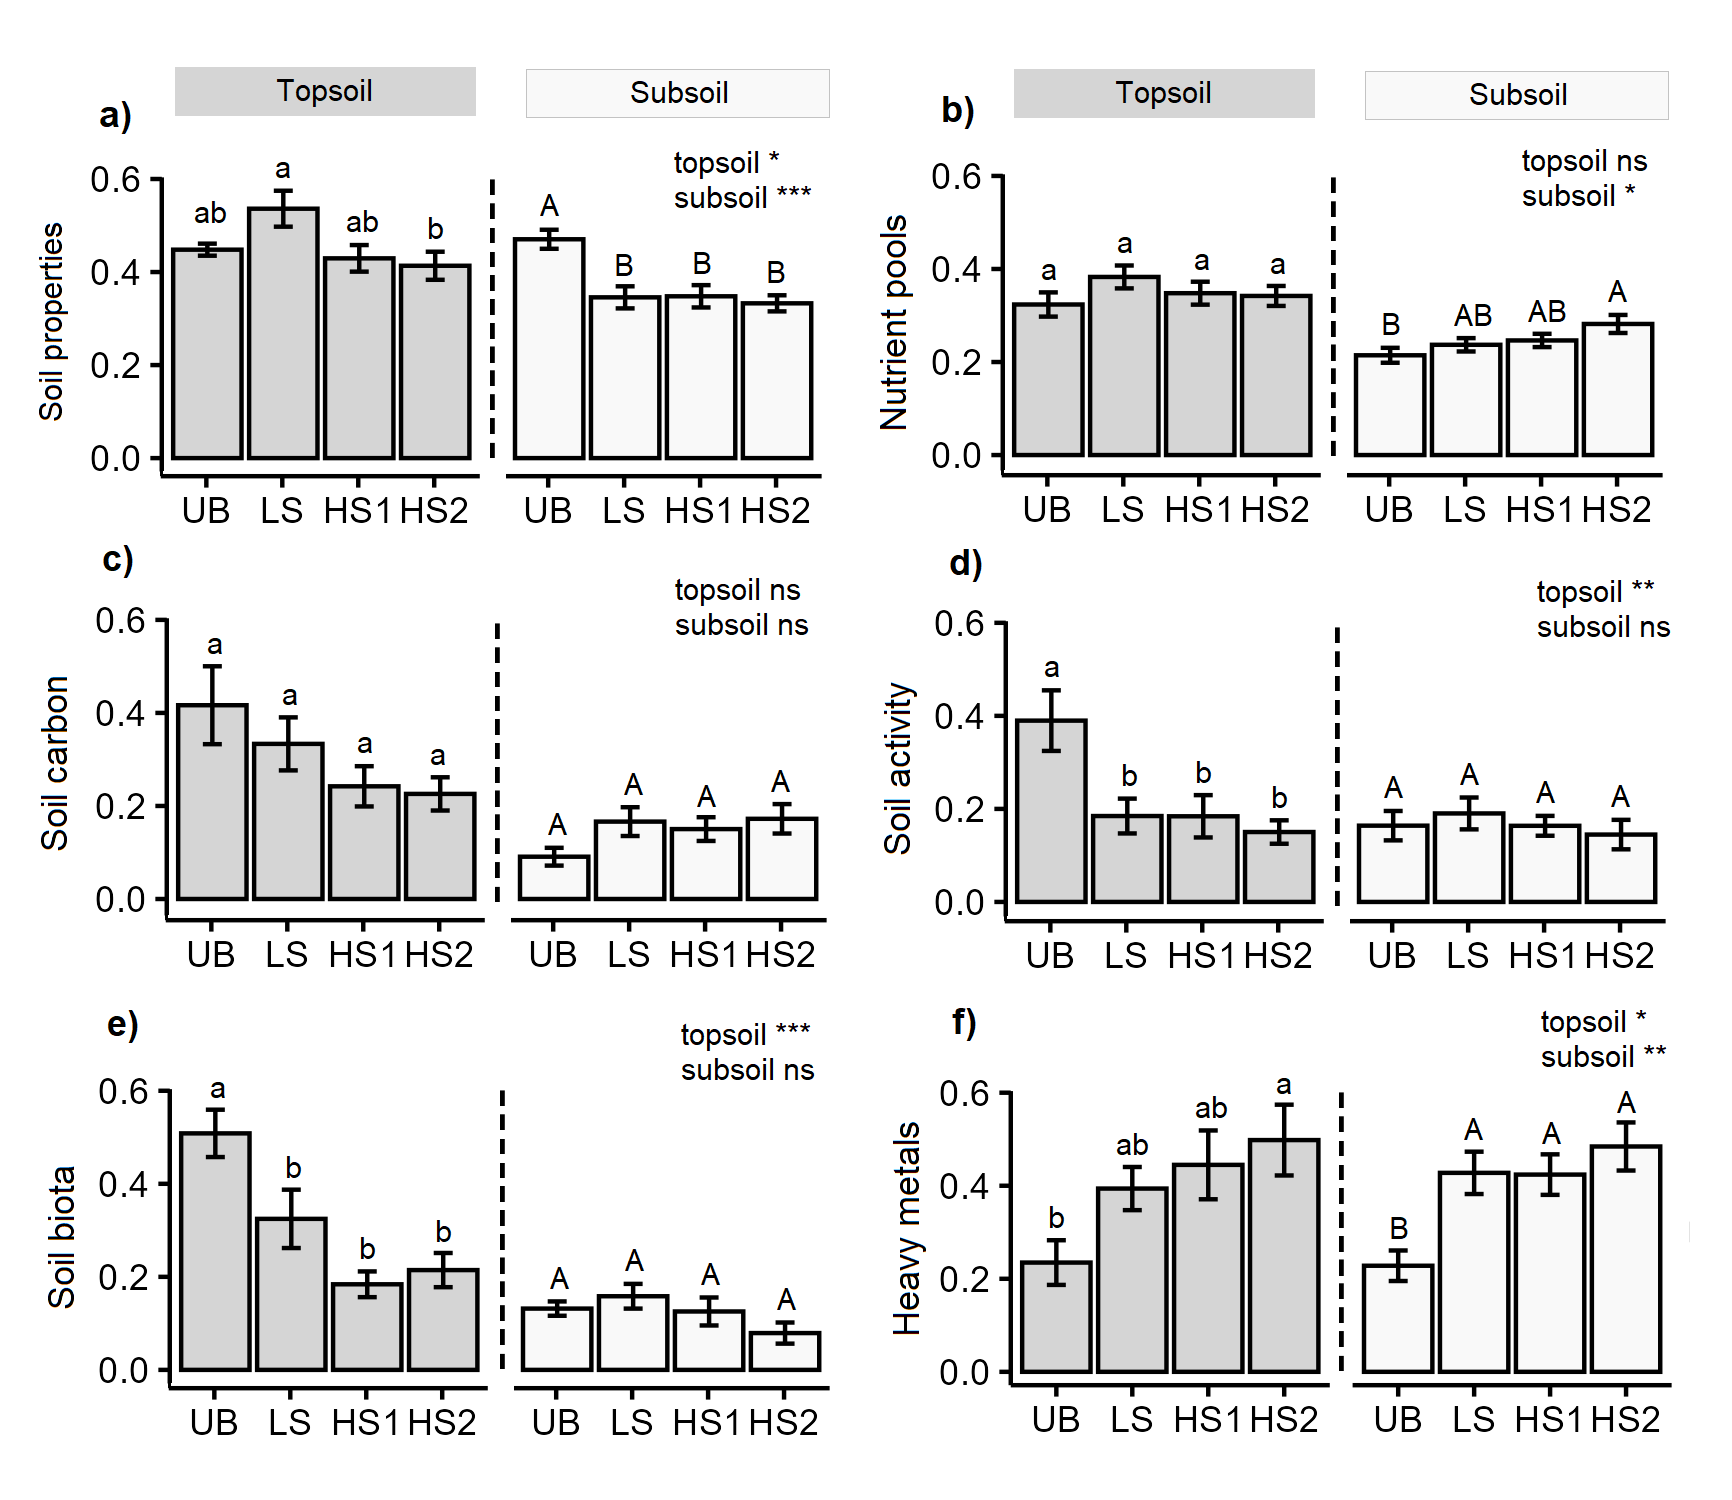 Topsoil
Subsoil
a)
topsoil *
subsoil ***
Soil properties
0.6
0.4
0.2
0.0
ab
a
ab
b
A
B
B
B
UB LS HS1 HS2
UB LS HS1 HS2
Topsoil
Subsoil
b)
topsoil ns
subsoil *
Nutrient pools
0.6
0.4
0.2
0.0
a
a
a
a
B
AB
AB
A
UB LS HS1 HS2
UB LS HS1 HS2
c)
topsoil ns
subsoil ns
Soil carbon
0.6
0.4
0.2
0.0
a
a
a
a
A
A
A
A
UB LS HS1 HS2
UB LS HS1 HS2
d)
topsoil **
subsoil ns
Soil activity
0.6
0.4
0.2
0.0
a
b
b
b
A
A
A
A
UB LS HS1 HS2
UB LS HS1 HS2
e)
topsoil ***
subsoil ns
Soil biota
0.6
0.4
0.2
0.0
a
b
b
b
A
A
A
A
UB LS HS1 HS2
UB LS HS1 HS2
f)
topsoil *
subsoil **
Heavy metals
0.6
0.4
0.2
0.0
b
ab
ab
a
B
A
A
A
UB LS HS1 HS2
UB LS HS1 HS2